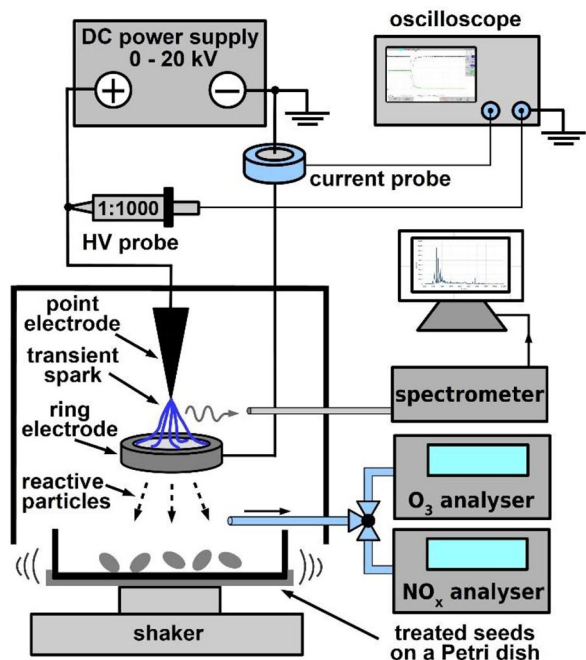 DC power supply
0 - 20 kV
+
-
oscilloscope
current probe
1:1000
HV probe
point
electrode
transient
spark
ring
electrode
reactive
particles
spectrometer
O₃ analyser
NOₓ analyser
shaker
treated seeds
on a Petri dish